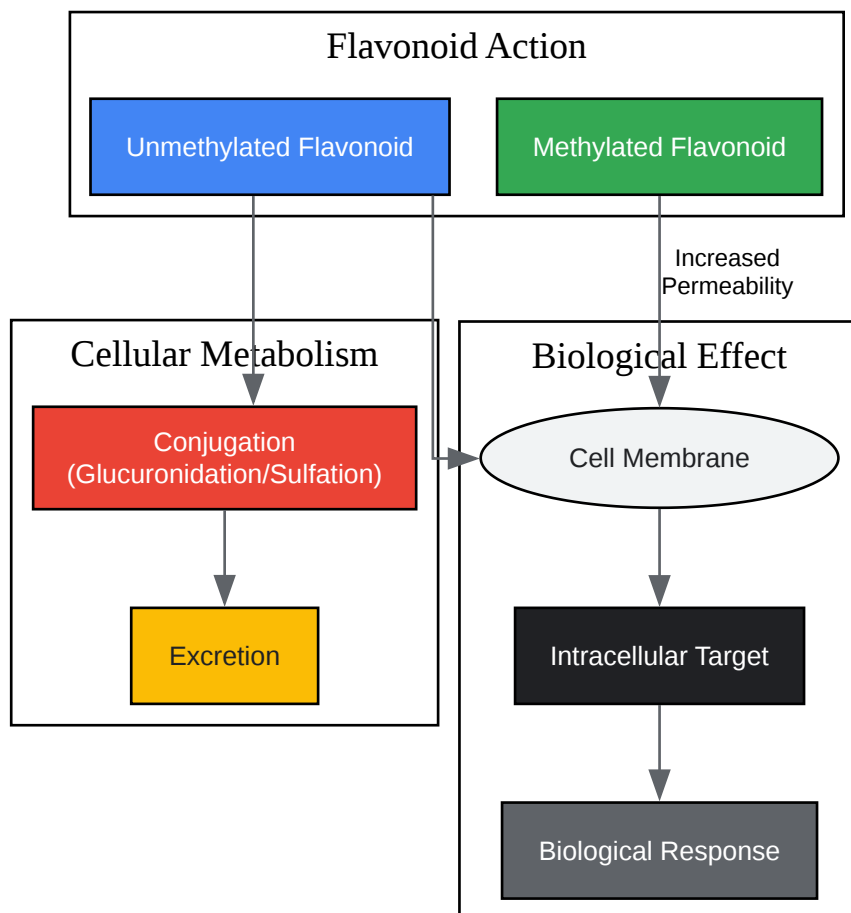 Flavonoid Action
Unmethylated Flavonoid
Methylated Flavonoid
Increased
Permeability
Cellular Metabolism
Biological Effect
Conjugation
(Glucuronidation/Sulfation)
Cell Membrane
Excretion
Intracellular Target
Biological Response